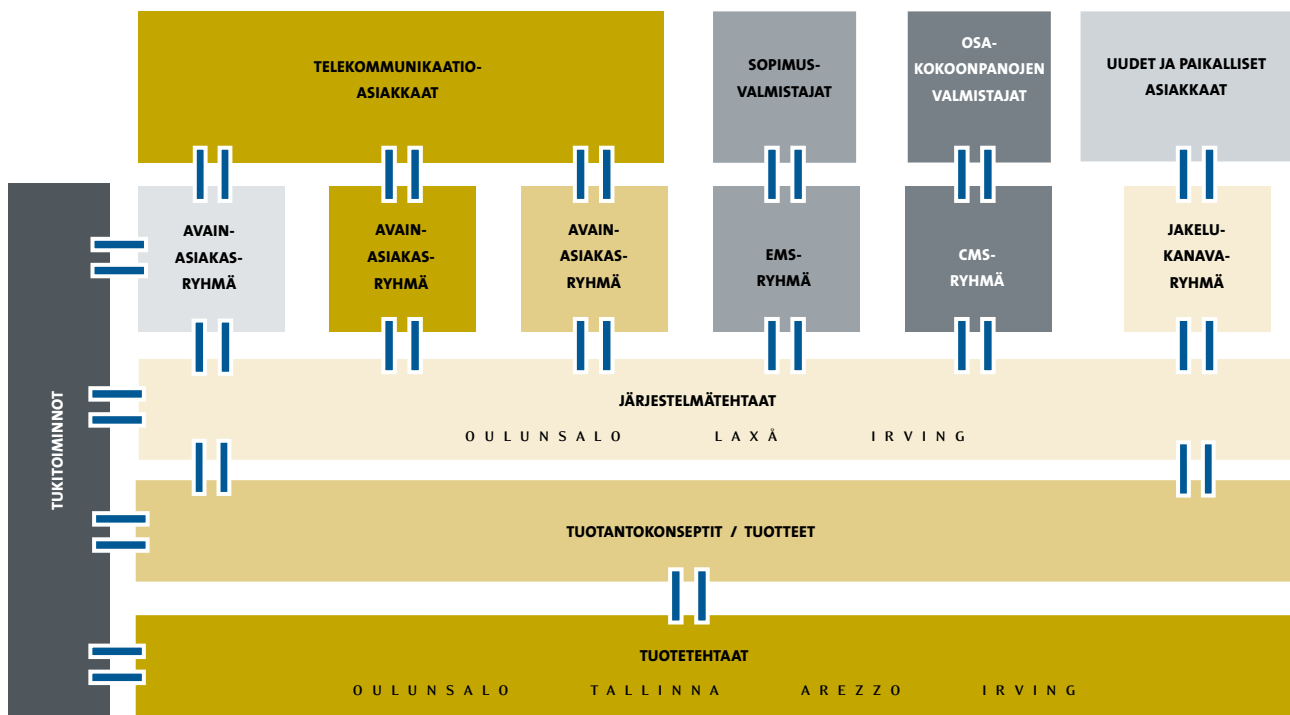 TELEKOMMUNIKAATIO-
ASIAKKAAT
SOPIMUS-
VALMISTAJAT
OSA-
KOKOONPANOJEN
VALMISTAJAT
UUDET JA PAIKALLISET
ASIAKKAAT
AVAIN-
ASIAKAS-
RYHMÄ
AVAIN-
ASIAKAS-
RYHMÄ
AVAIN-
ASIAKAS-
RYHMÄ
EMS-
RYHMÄ
CMS-
RYHMÄ
JAKELU-
KANAVA-
RYHMÄ
TUKITOIMINNOT
JÄRJESTELMÄTEHTAAT
OULUNSALO LAXÅ IRVING
TUOTANTOKONSEPTIT / TUOTTEET
TUOTETEHTAAT
OULUNSALO TALLINNA AREZZO IRVING